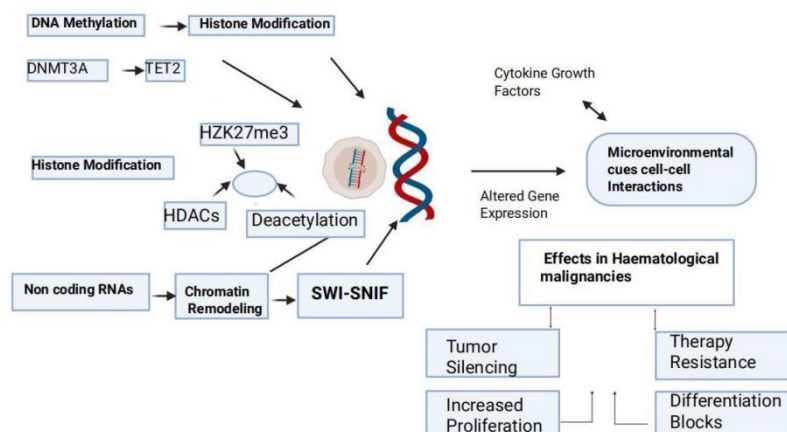 DNA Methylation
Histone Modification
DNMT3A
TET2
Cytokine Growth
Factors
HZK27me3
Histone Modification
Microenvironmental
cues cell-cell
Interactions
HDACs
Deacetylation
Altered Gene
Expression
Effects in Haematological
malignancies
Non coding RNAs
Chromatin
Remodeling
SWI-SNIF
Tumor
Silencing
Therapy
Resistance
Increased
Proliferation
Differentiation
Blocks